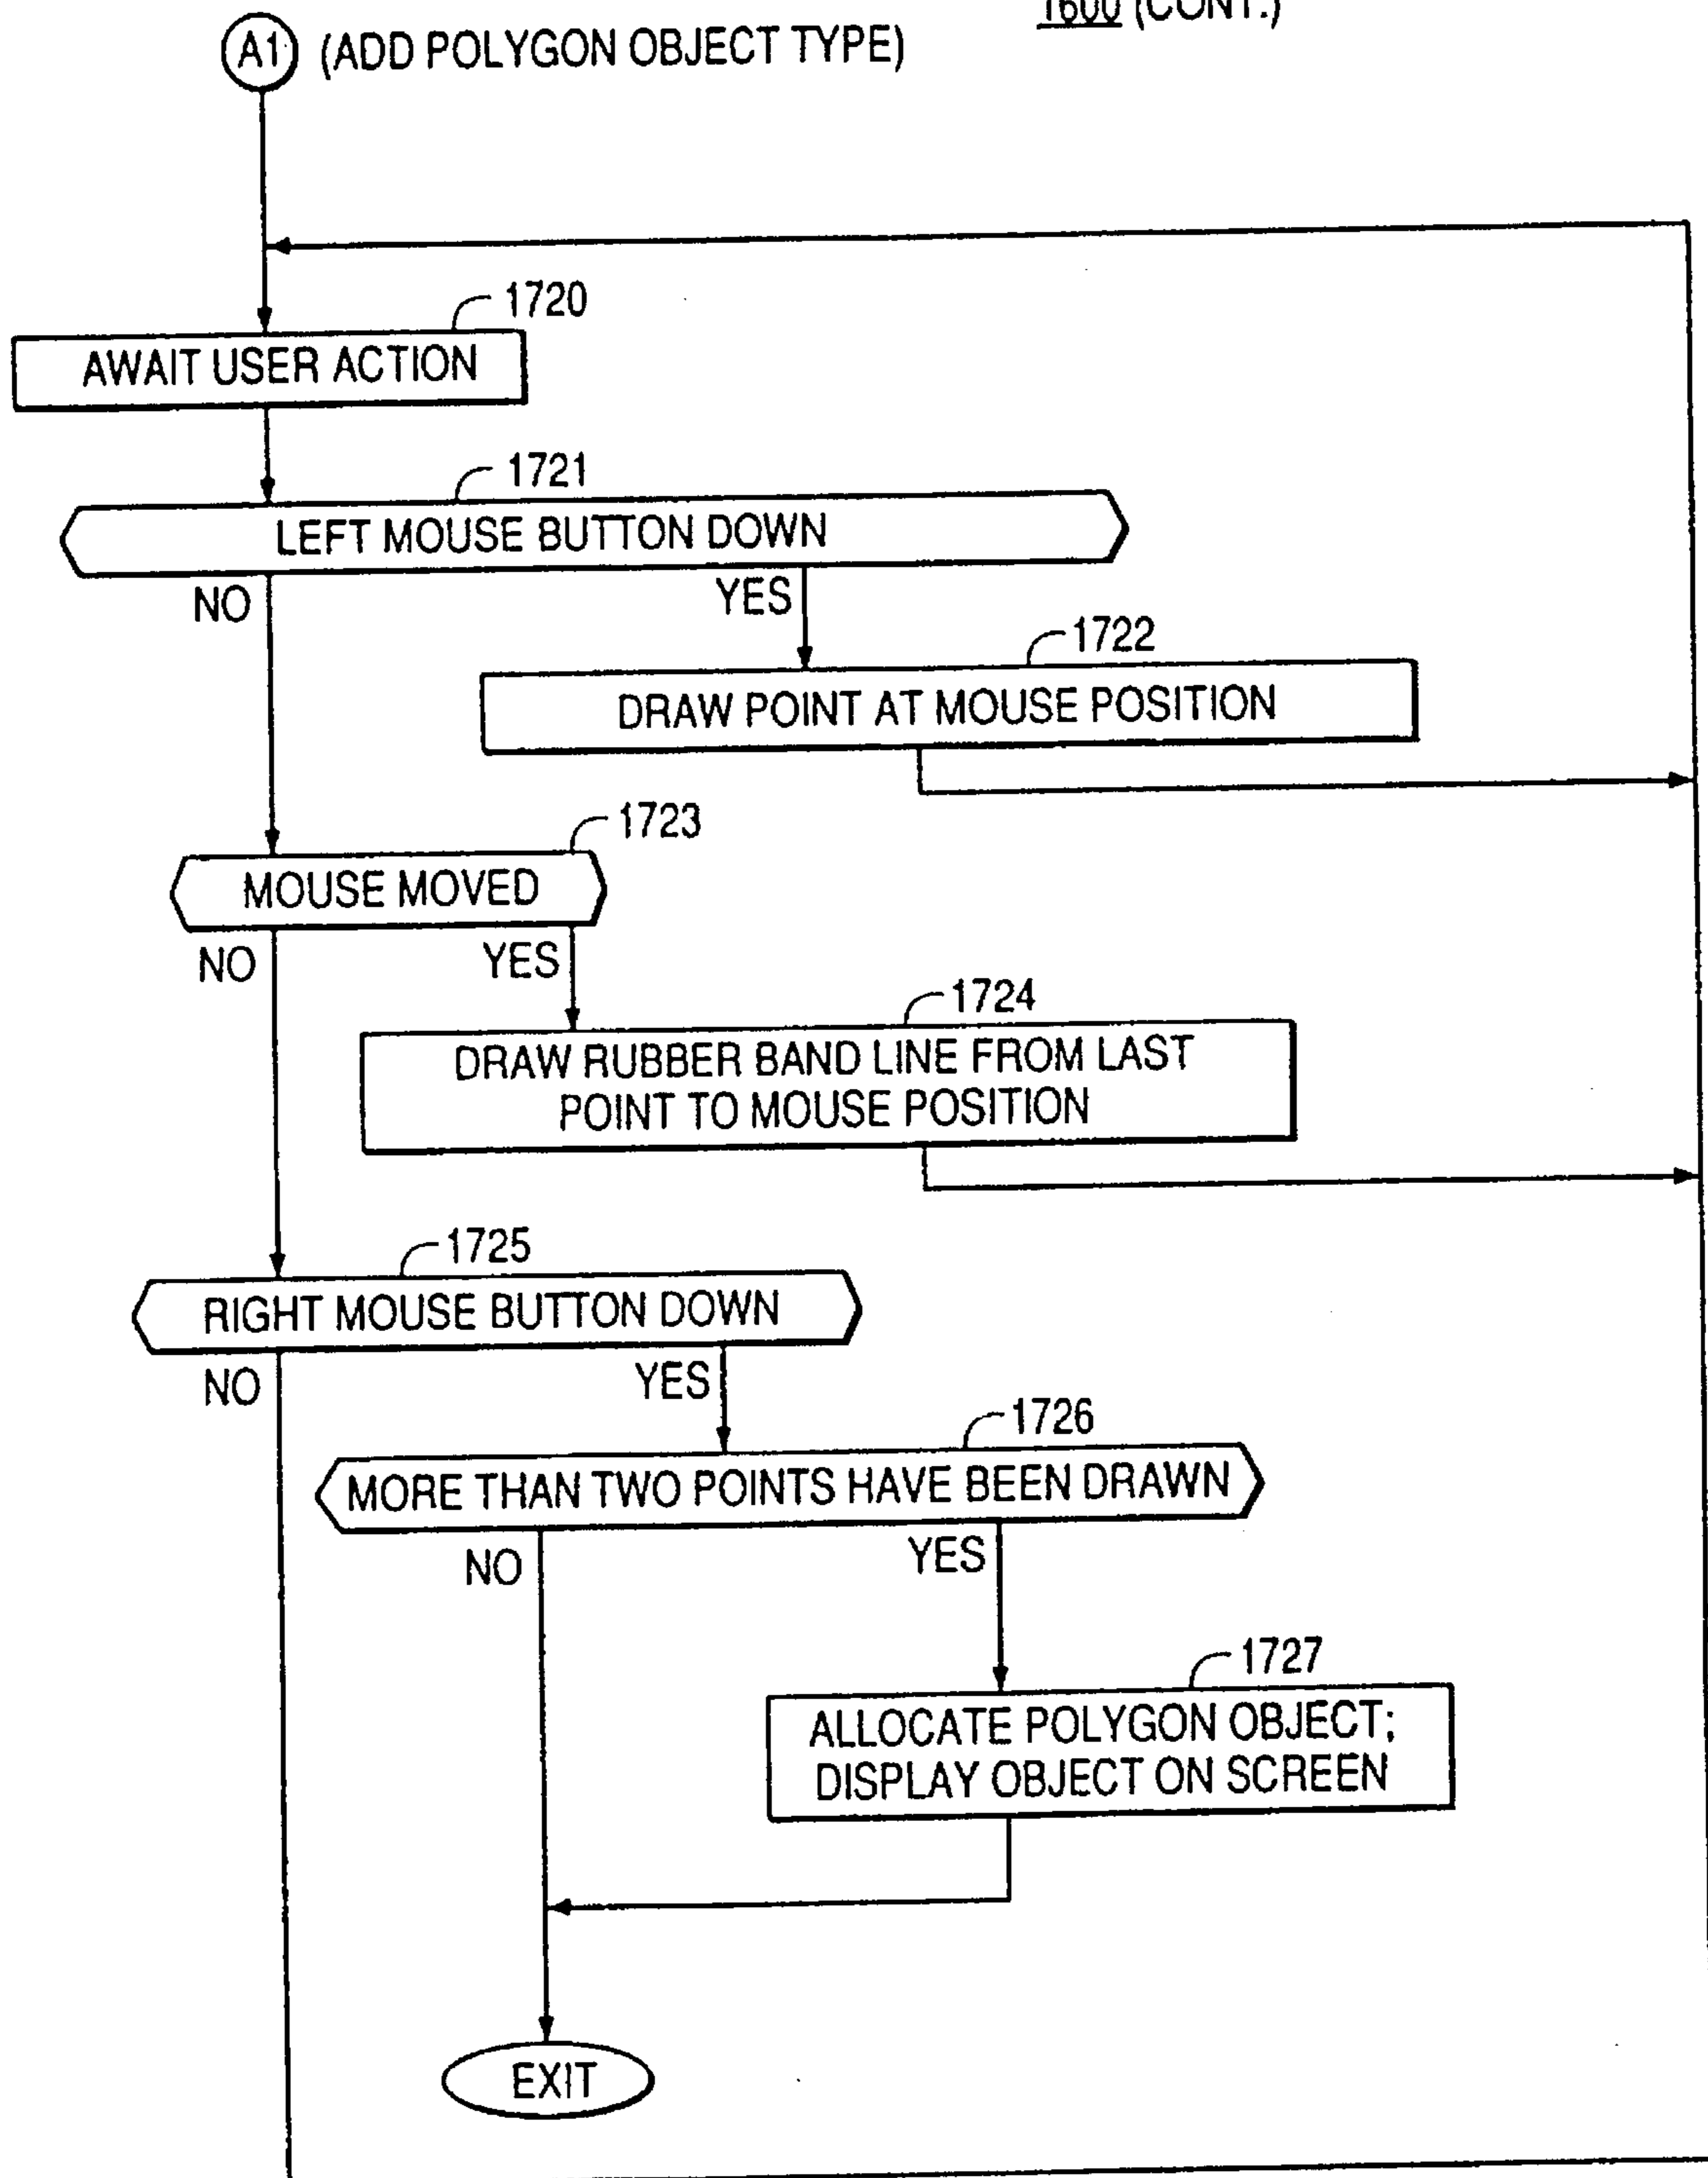 1600 (CONT.)
A1 (ADD POLYGON OBJECT TYPE)
1720
AWAIT USER ACTION
1721
LEFT MOUSE BUTTON DOWN
NO
YES
1722
DRAW POINT AT MOUSE POSITION
1723
MOUSE MOVED
NO
YES
1724
DRAW RUBBER BAND LINE FROM LAST
POINT TO MOUSE POSITION
1725
RIGHT MOUSE BUTTON DOWN
NO
YES
1726
MORE THAN TWO POINTS HAVE BEEN DRAWN
NO
YES
1727
ALLOCATE POLYGON OBJECT;
DISPLAY OBJECT ON SCREEN
EXIT